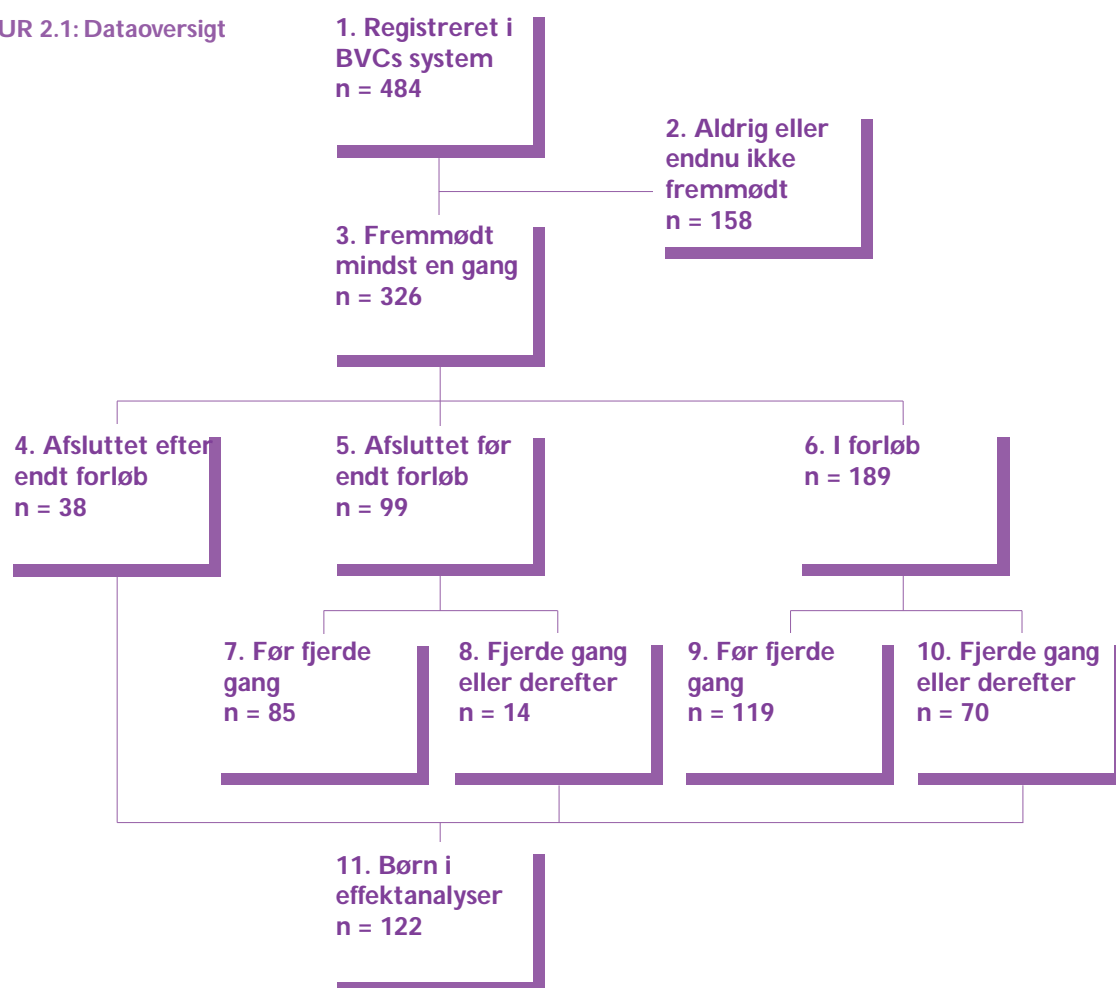 UR 2.1: Dataoversigt
1. Registreret i
BVCs system
n = 484
2. Aldrig eller
endnu ikke
fremmødt
n = 158
3. Fremmødt
mindst en gang
n = 326
4. Afsluttet efter
endt forløb
n = 38
5. Afsluttet før
endt forløb
n = 99
6. I forløb
n = 189
7. Før fjerde
gang
n = 85
8. Fjerde gang
eller derefter
n = 14
9. Før fjerde
gang
n = 119
10. Fjerde gang
eller derefter
n = 70
11. Børn i
effektanalyser
n = 122